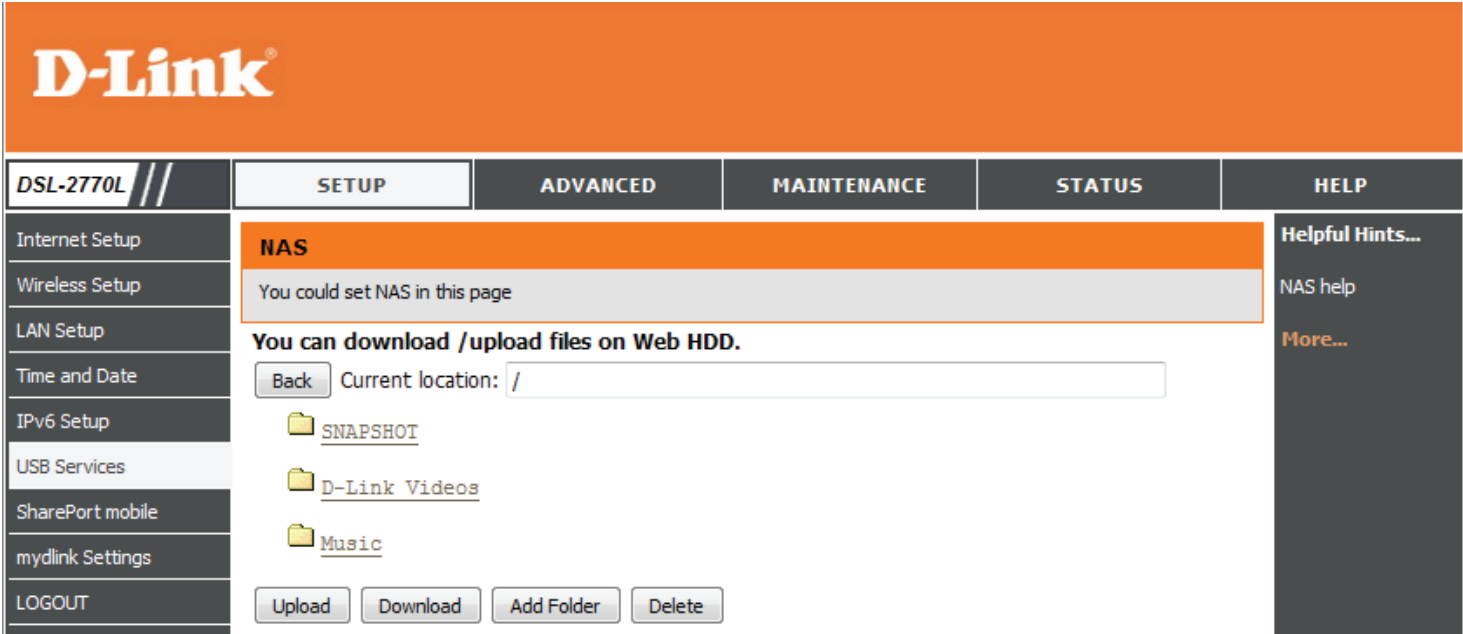 D-Link®
DSL-2770L
SETUP
ADVANCED
MAINTENANCE
STATUS
HELP
Internet Setup
Wireless Setup
LAN Setup
Time and Date
IPv6 Setup
USB Services
SharePort mobile
mydlink Settings
LOGOUT
NAS
You could set NAS in this page
You can download /upload files on Web HDD.
Back Current location: /
SNAPSHOT
D-Link Videos
Music
Upload Download Add Folder Delete
Helpful Hints...
NAS help
More...